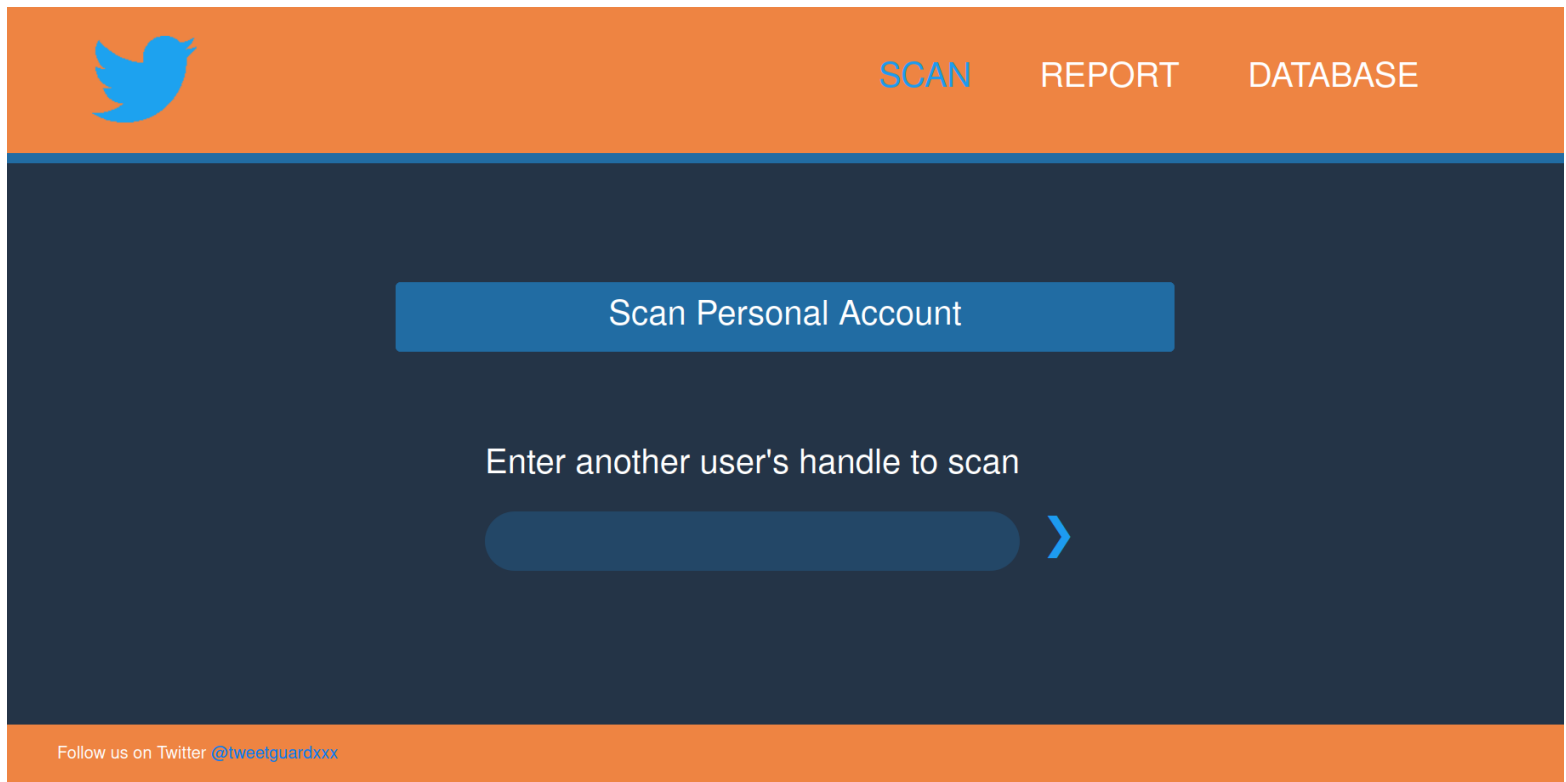 SCAN REPORT DATABASE
Scan Personal Account
Enter another user's handle to scan
❯
Follow us on Twitter @tweetguardxxx